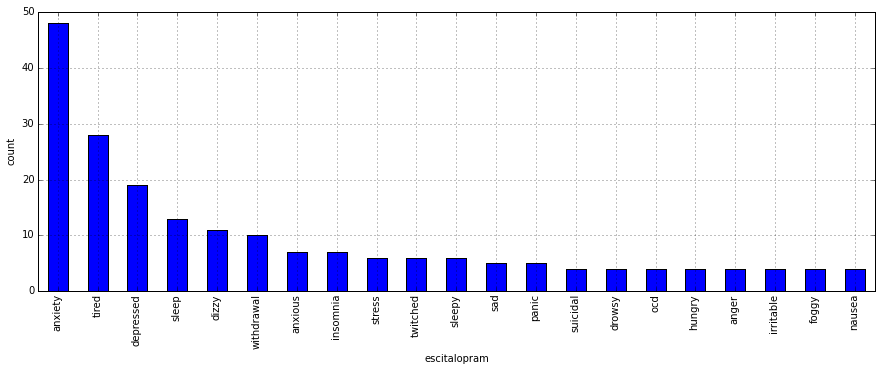 50
40
30
20
10
0
count
anxiety
tired
depressed
sleep
dizzy
withdrawal
anxious
insomnia
stress
twitched
sleepy
sad
panic
suicidal
drowsy
ocd
hungry
anger
irritable
foggy
nausea
escitalopram